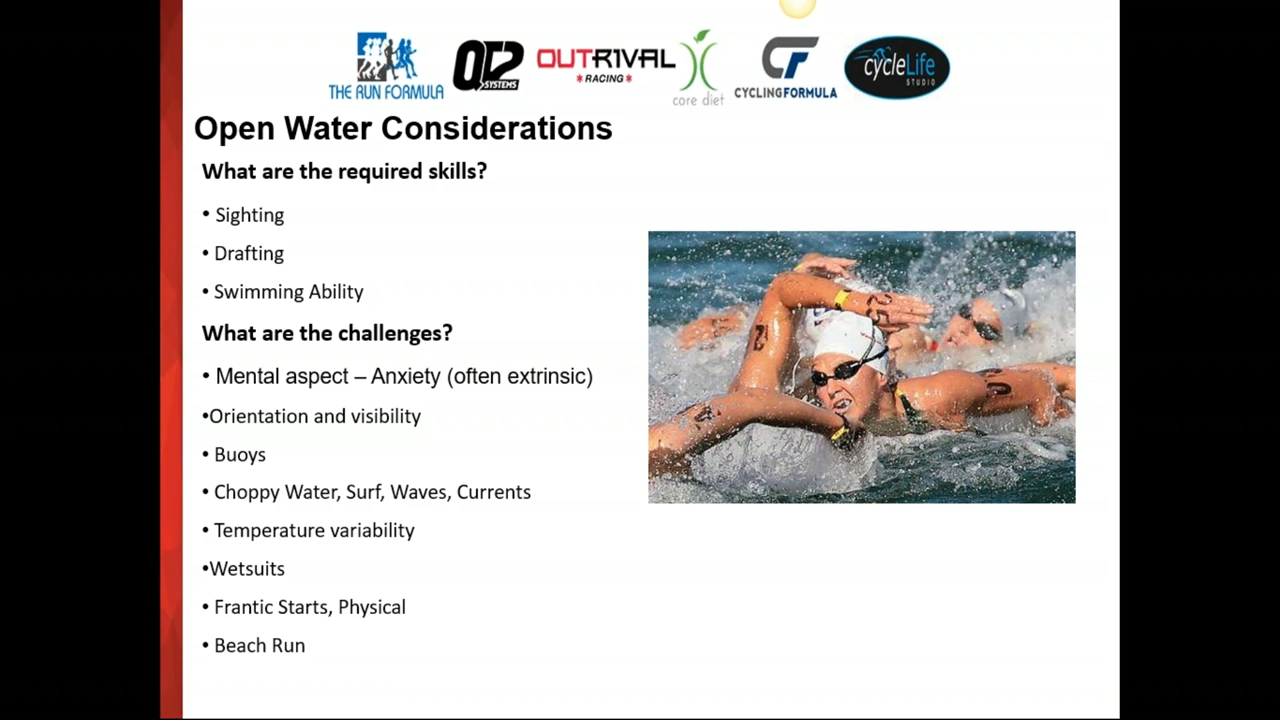 THE RUN FORMULA
QT2
SYSTEMS
OUTRIVAL
*RACING*
core diet
CF
CYCLINGFORMULA
cycleLife
STUDIO
Open Water Considerations
What are the required skills?
• Sighting
• Drafting
• Swimming Ability
What are the challenges?
• Mental aspect – Anxiety (often extrinsic)
•Orientation and visibility
• Buoys
• Choppy Water, Surf, Waves, Currents
• Temperature variability
•Wetsuits
• Frantic Starts, Physical
• Beach Run
25